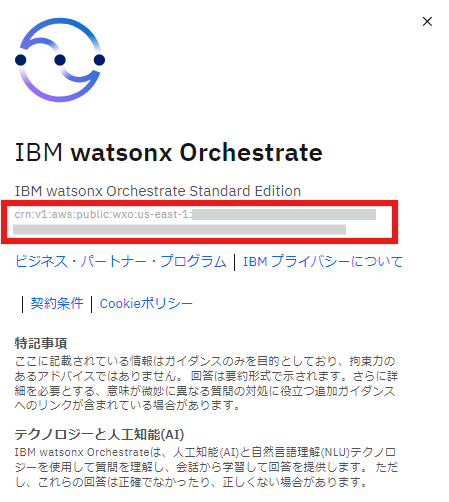 IBM watsonx Orchestrate
IBM watsonx Orchestrate Standard Edition
crn:v1:aws:public:wxo:us-east-1:
ビジネス・パートナー・プログラム | IBM プライバシーについて
| 契約条件 | Cookieポリシー
特記事項
ここに記載されている情報はガイダンスのみを目的としており、拘束力の
あるアドバイスではありません。 回答は要約形式で示されます。さらに詳
細を必要とする、意味が微妙に異なる質問の対処に役立つ追加ガイダンス
へのリンクが含まれている場合があります。
テクノロジーと人工知能(AI)
IBM watsonx Orchestrateは、人工知能(AI)と自然言語理解(NLU)テクノロ
ジーを使用して質問を理解し、会話から学習して回答を提供します。 ただ
し、これらの回答は正確でなかったり、正しくない場合があります。